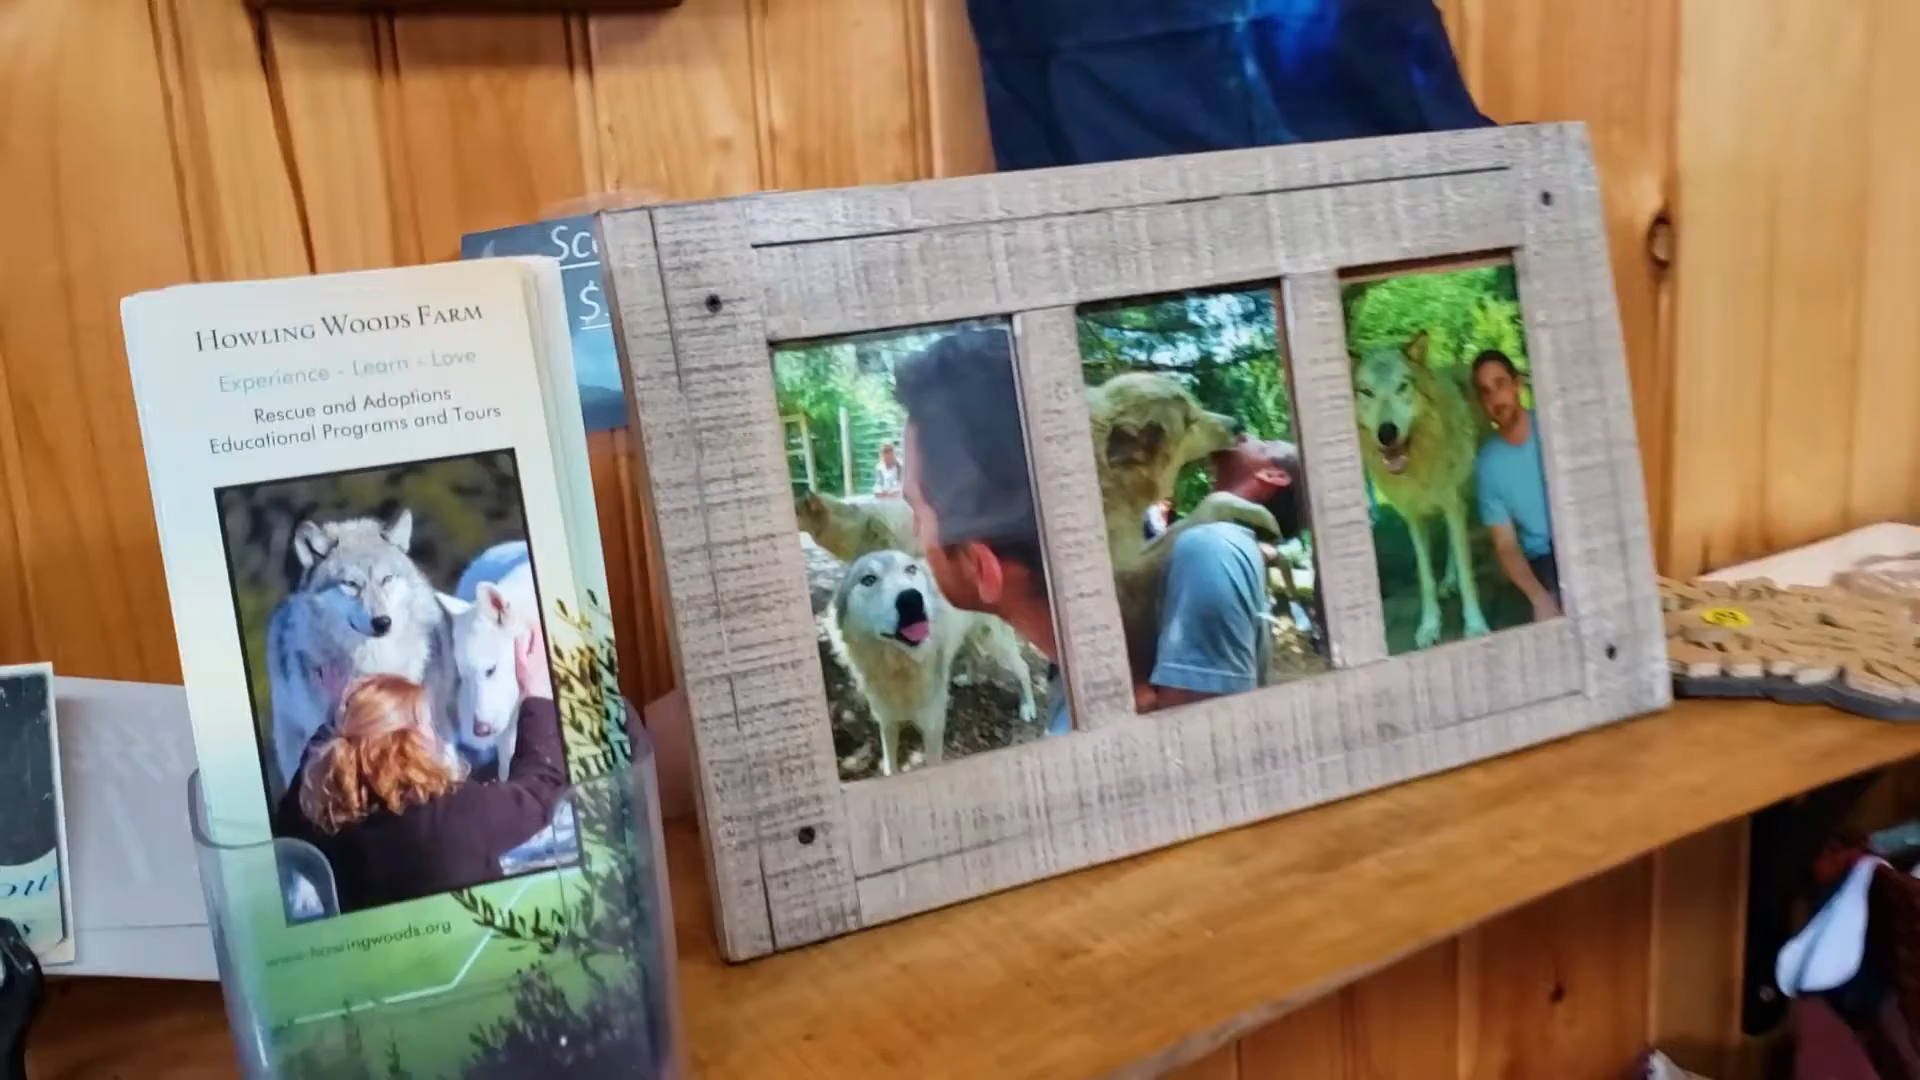 HOWLING WOODS FARM
Experience - Learn - Love
Rescue and Adoptions
Educational Programs and Tours
www.howlingwoods.org